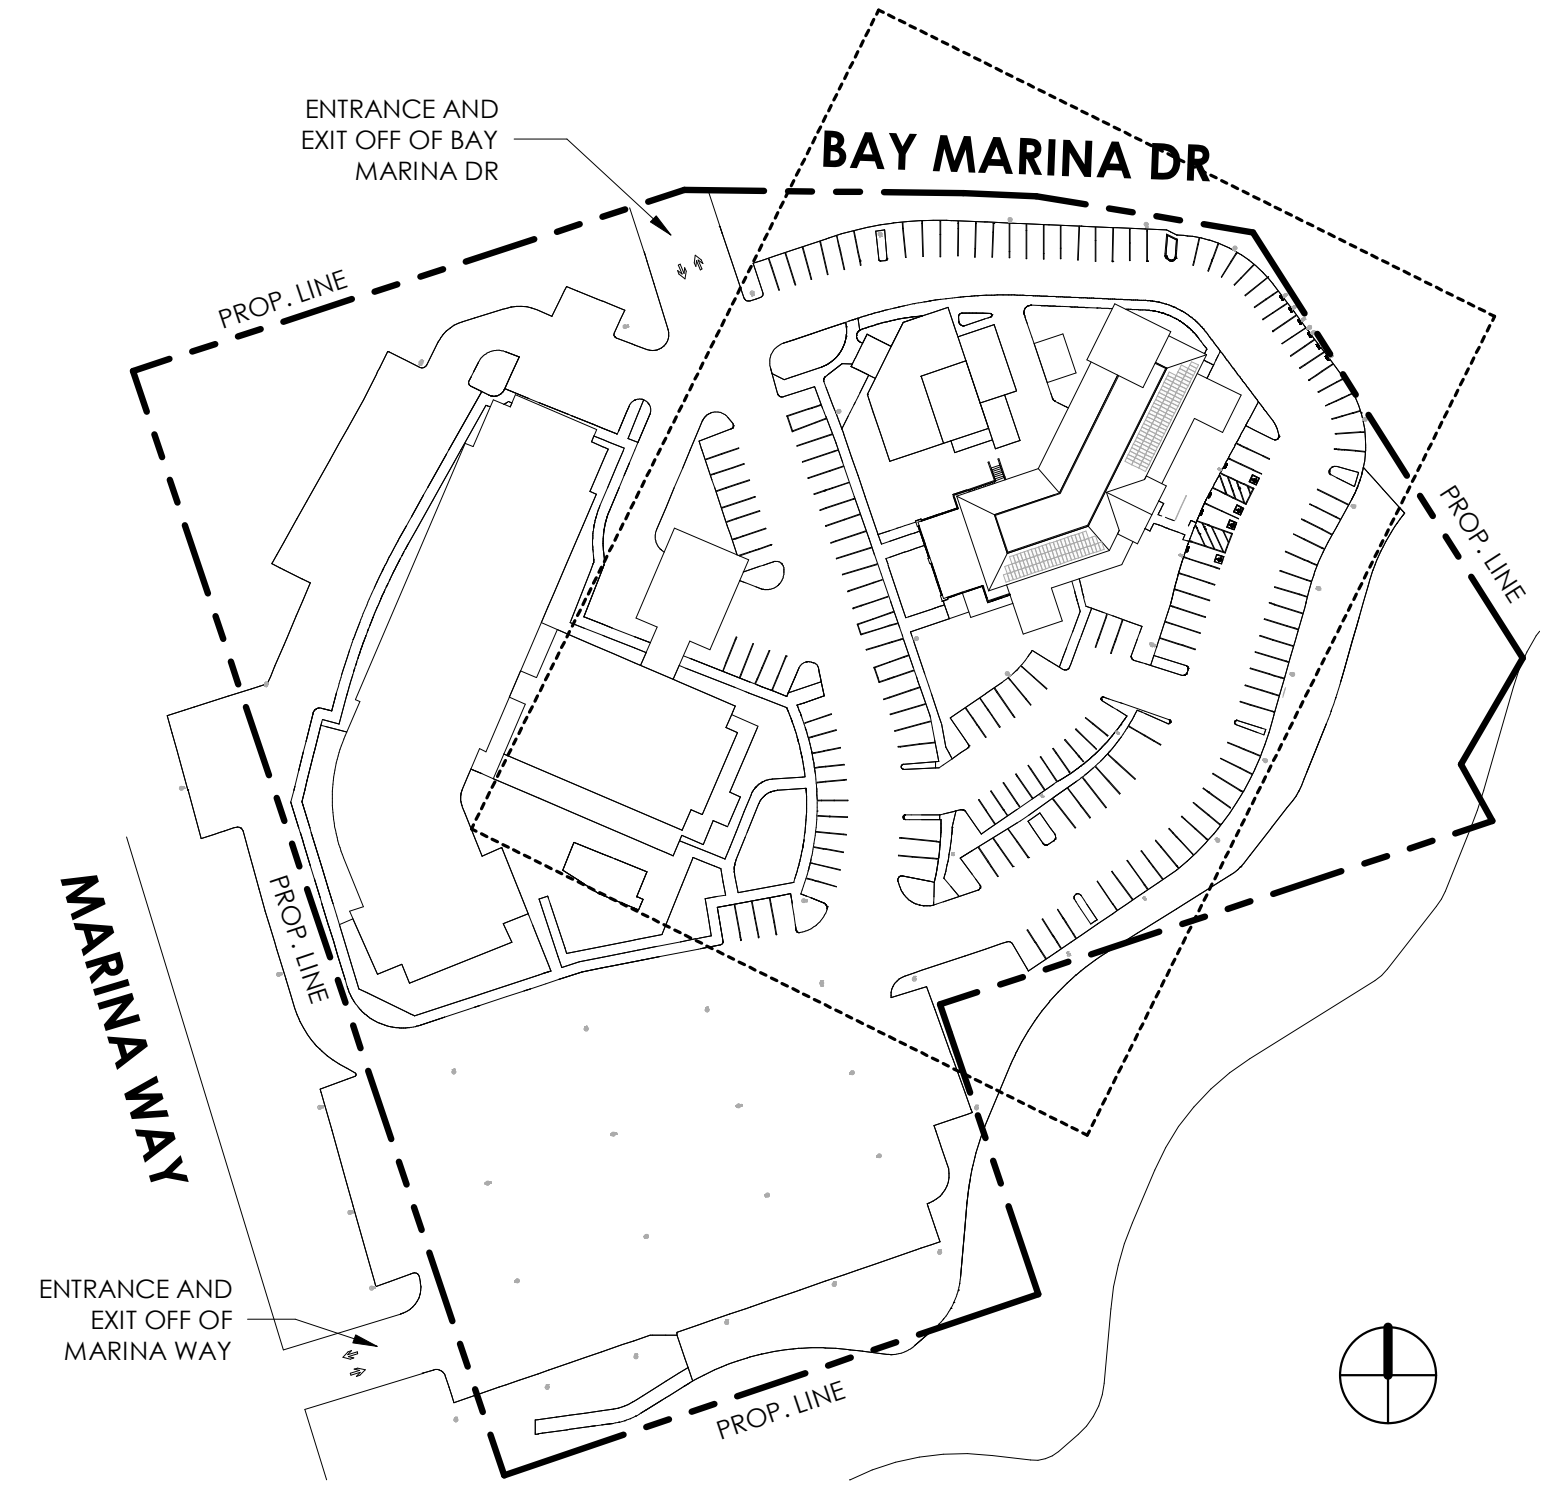 ENTRANCE AND
EXIT OFF OF BAY
MARINA DR
BAY MARINA DR
PROP. LINE
PROP. LINE
PROP. LINE
MARINA WAY
ENTRANCE AND
EXIT OFF OF
MARINA WAY
PROP. LINE